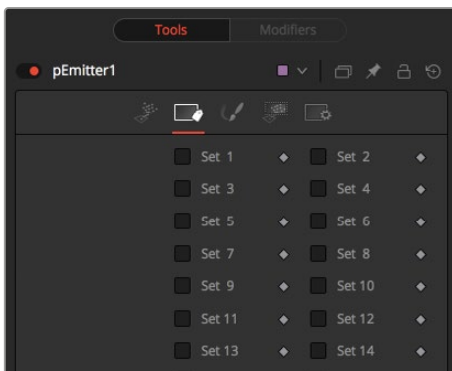 Tools Modifiers
pEmitter1
Set 1 Set 2
Set 3 Set 4
Set 5 Set 6
Set 7 Set 8
Set 9 Set 10
Set 11 Set 12
Set 13 Set 14